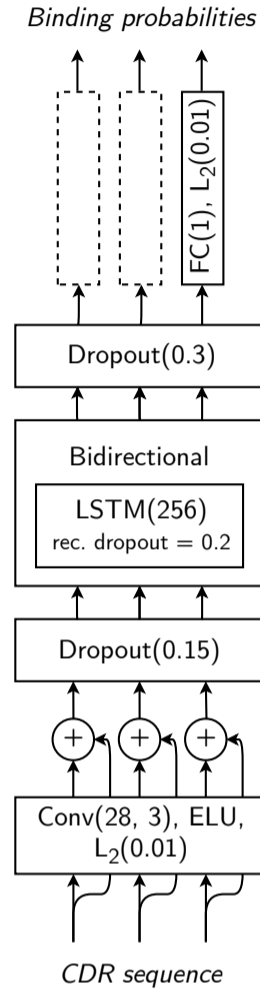 Binding probabilities
FC(1), L₂(0.01)
Dropout(0.3)
Bidirectional
LSTM(256)
rec. dropout = 0.2
Dropout(0.15)
+ + +
Conv(28, 3), ELU,
L₂(0.01)
CDR sequence